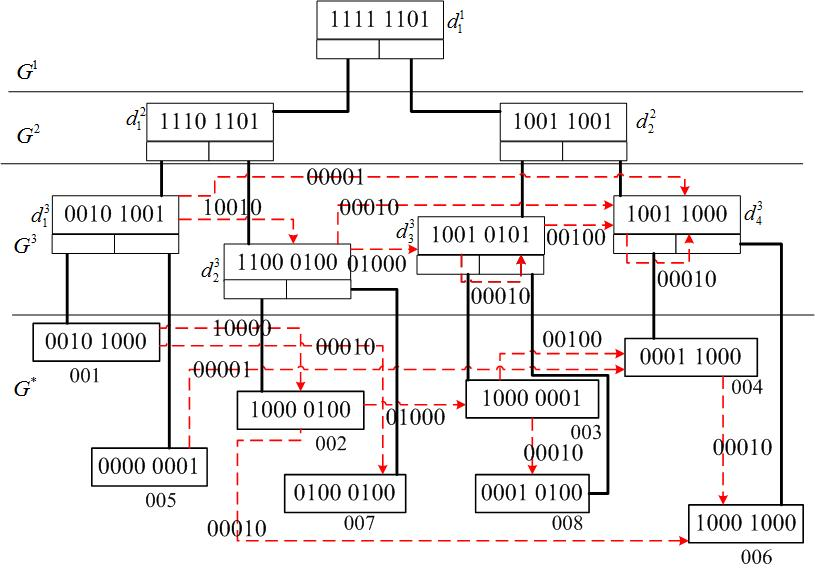 1111 1101 d₁¹
G¹
d₁² 1110 1101
1001 1001 d₂²
G²
00001
d₁³ 0010 1001
10010
00010
1001 1000 d₄³
d₃³ 1001 0101
00100
G³
d₂³ 1100 0100
01000
00010
00010
10000
0010 1000
001
00010
00100
0001 1000
004
00001
G*
1000 0100
002
01000
1000 0001
003
0000 0001
005
00010
00010
0100 0100
007
0001 0100
008
00010
1000 1000
006